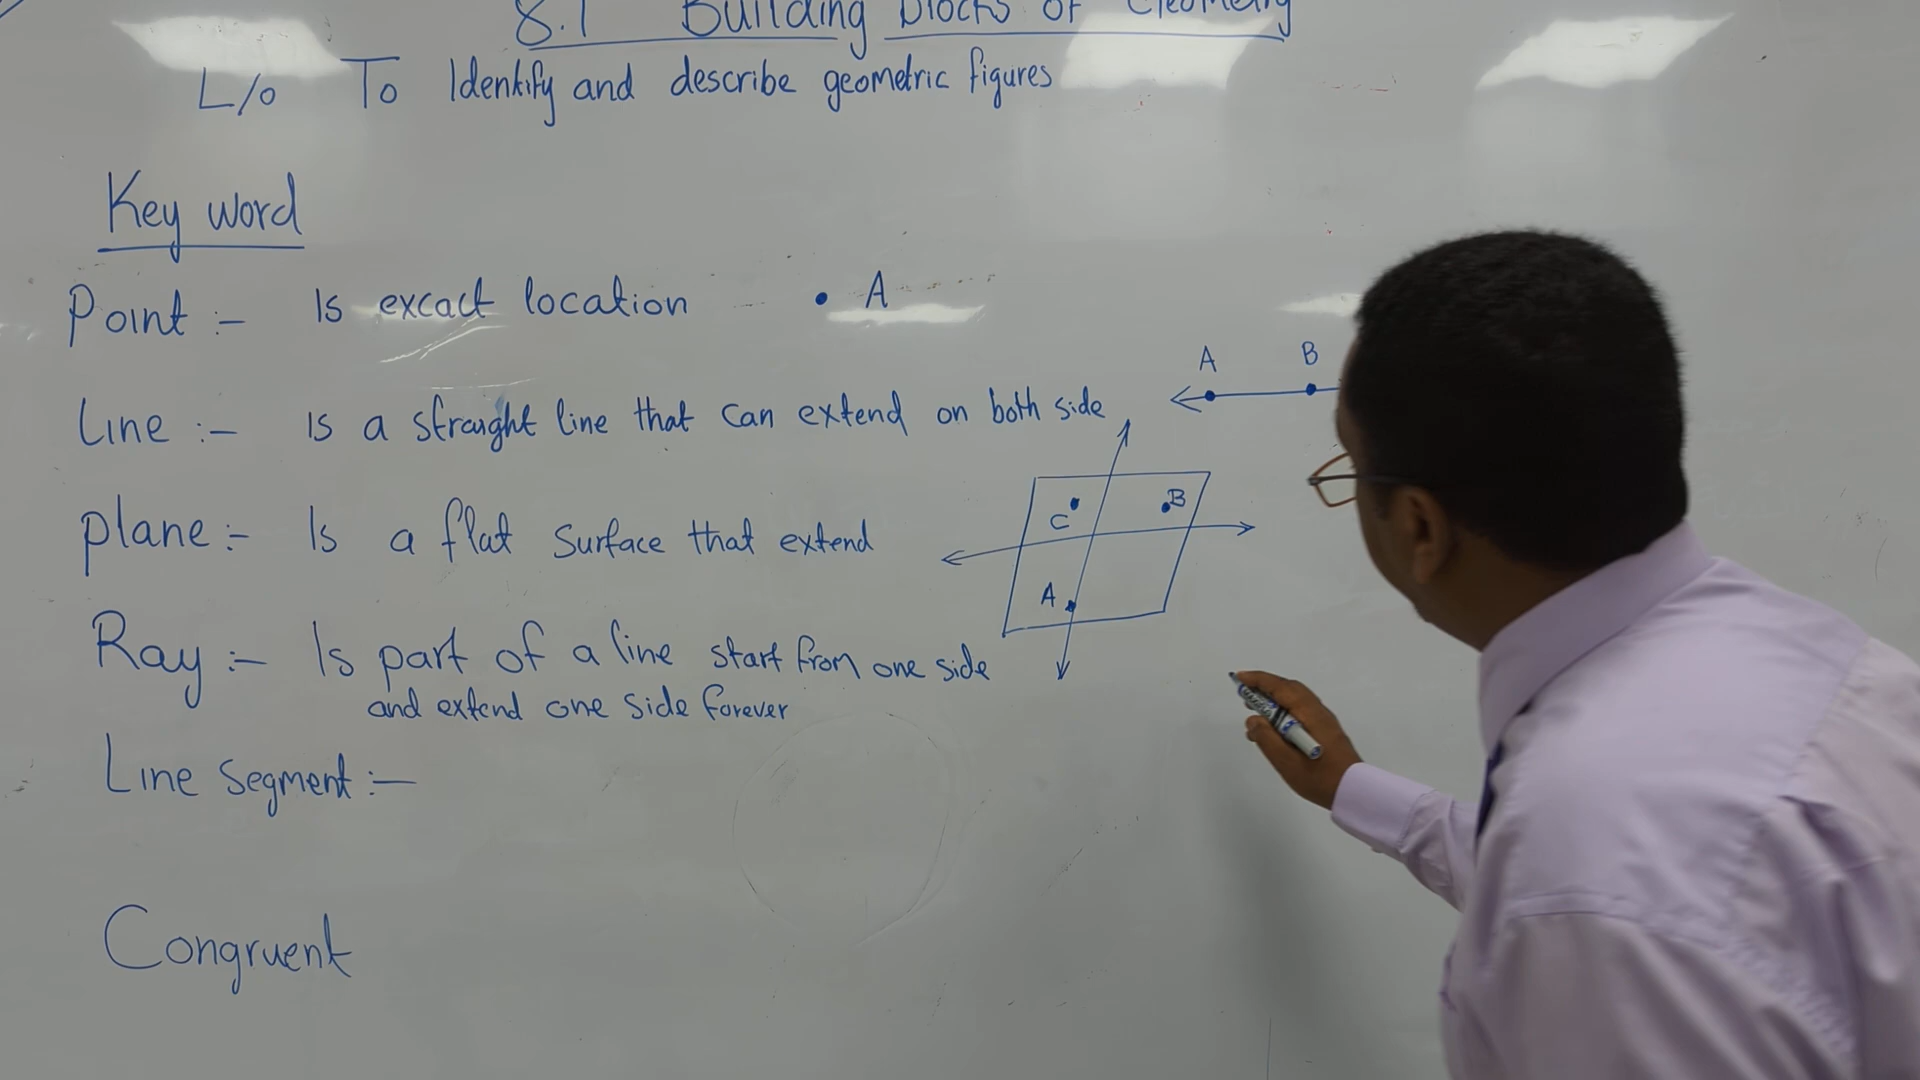 8.1 Building Blocks of Geometry
L/o To Identify and describe geometric figures
Key word
Point :- Is excact location • A
A B
Line :- Is a straight line that can extend on both side
plane :- Is a flat surface that extend
C B
A
Ray :- Is part of a line start from one side
and extend one side forever
Line Segment :-
Congruent